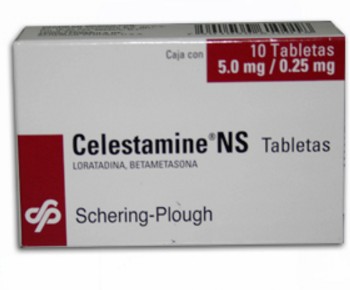 Caja con
10 Tabletas
5.0 mg / 0.25 mg
Celestamine® NS Tabletas
LORATADINA, BETAMETASONA
Schering-Plough